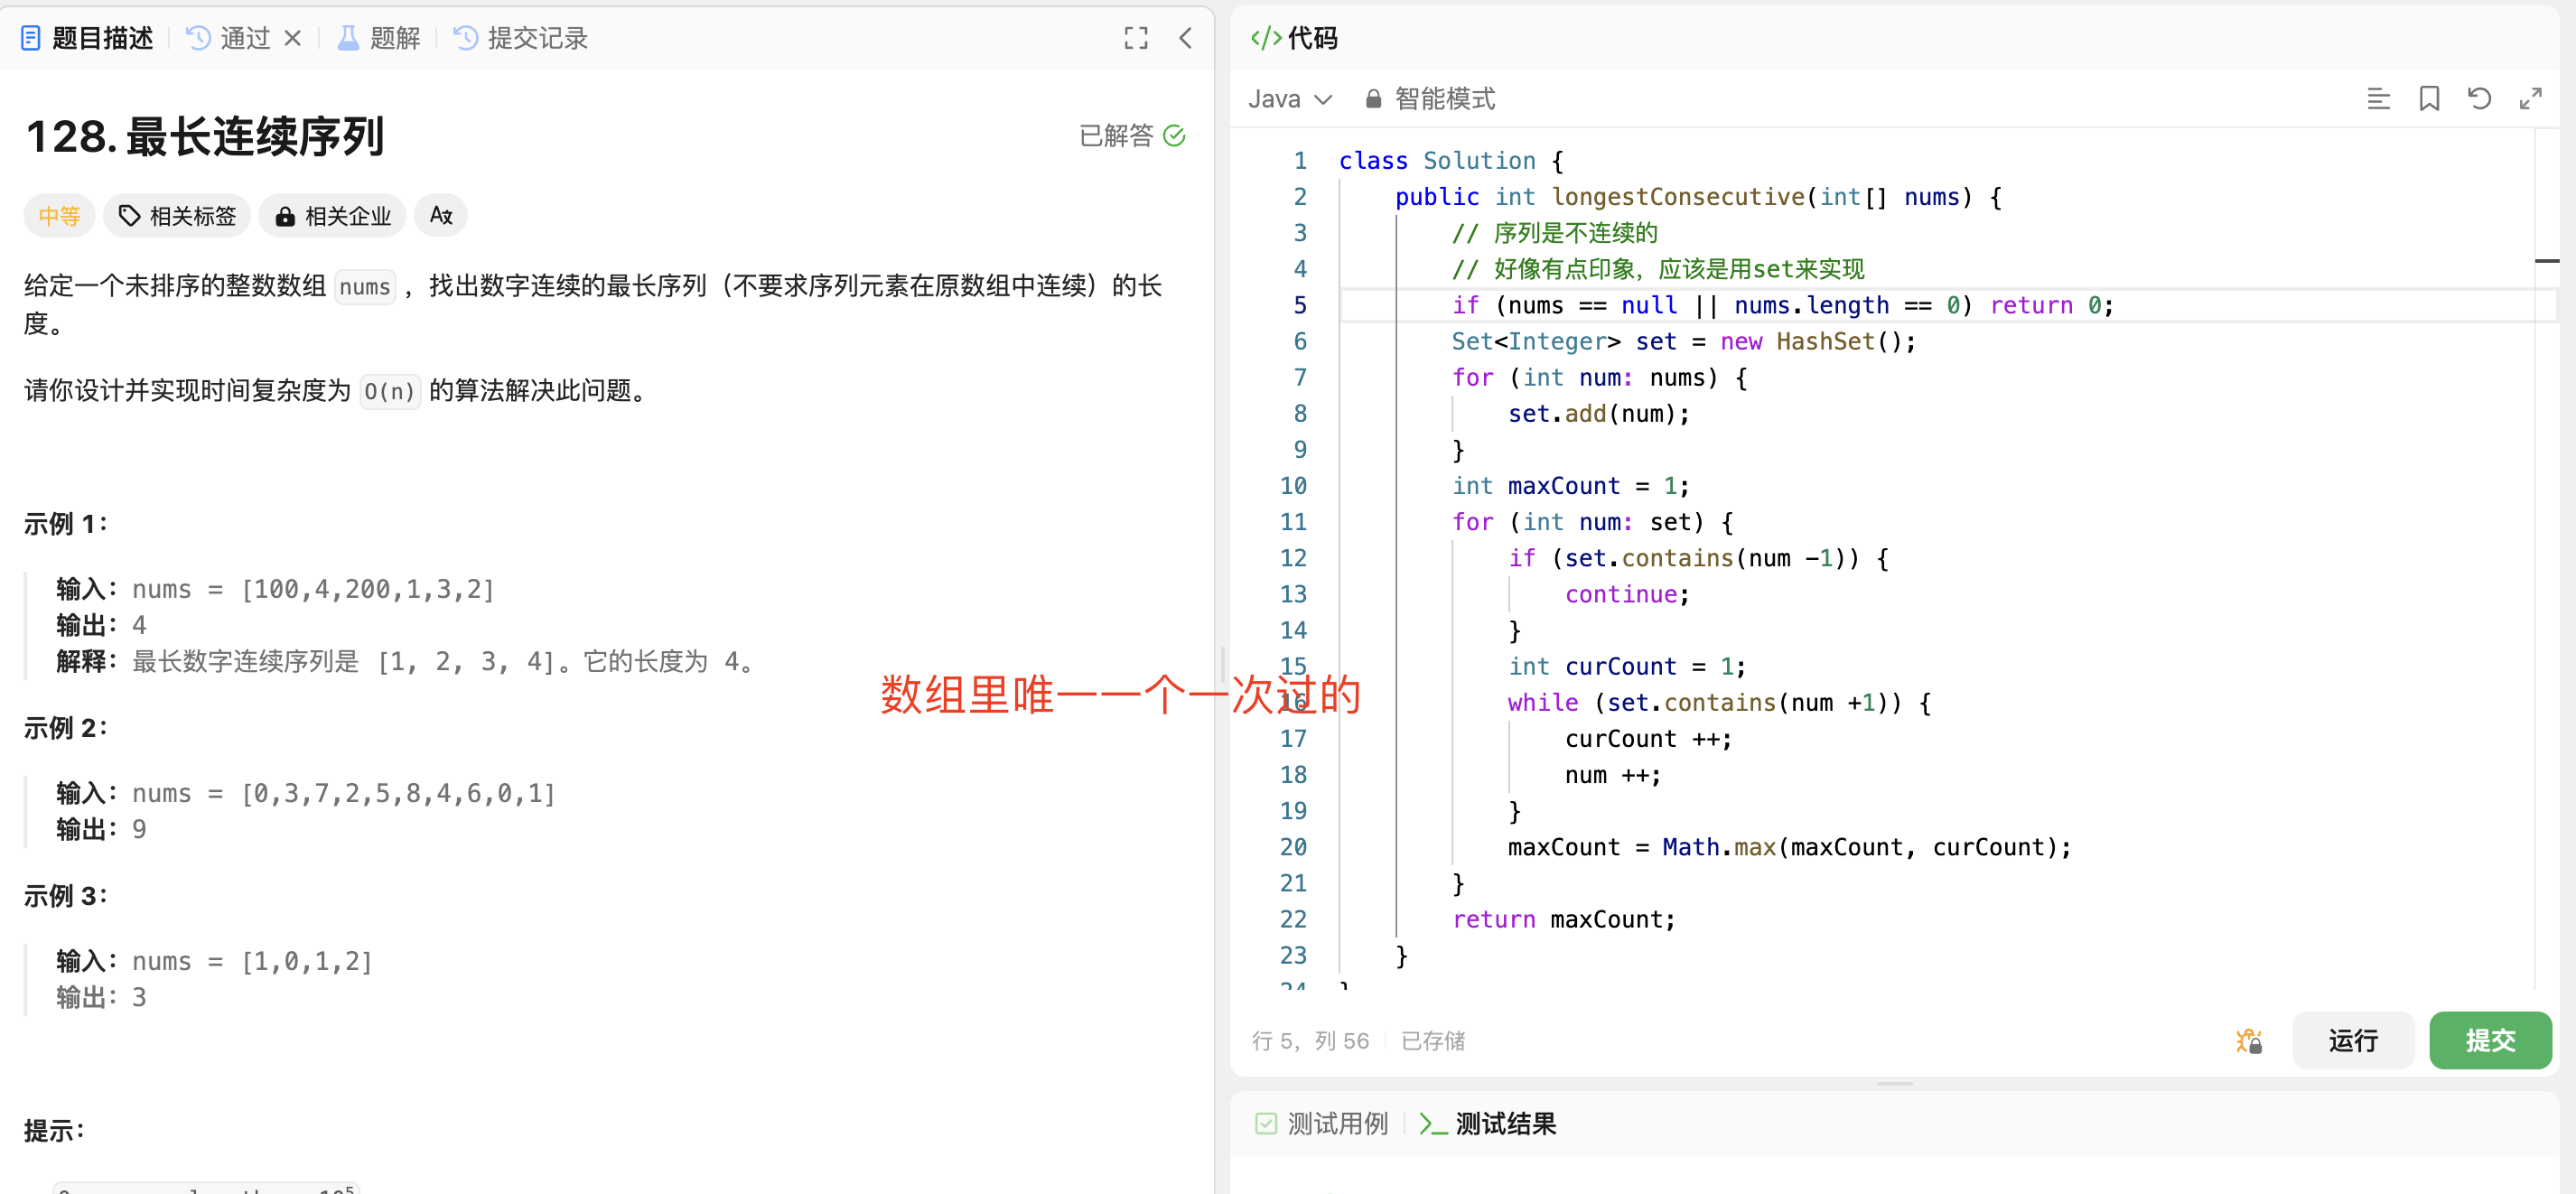 题目描述 通过 题解 提交记录
128. 最长连续序列
已解答
中等 相关标签 相关企业
给定一个未排序的整数数组 nums ，找出数字连续的最长序列（不要求序列元素在原数组中连续）的长
度。
请你设计并实现时间复杂度为 O(n) 的算法解决此问题。
示例 1：
输入：nums = [100,4,200,1,3,2]
输出：4
解释：最长数字连续序列是 [1, 2, 3, 4]。它的长度为 4。
示例 2：
输入：nums = [0,3,7,2,5,8,4,6,0,1]
输出：9
示例 3：
输入：nums = [1,0,1,2]
输出：3
提示：
数组里唯一一个一次过的
</> 代码
Java 智能模式
1 class Solution {
2 public int longestConsecutive(int[] nums) {
3 // 序列是不连续的
4 // 好像有点印象，应该是用set来实现
5 if (nums == null || nums.length == 0) return 0;
6 Set<Integer> set = new HashSet();
7 for (int num: nums) {
8 set.add(num);
9 }
10 int maxCount = 1;
11 for (int num: set) {
12 if (set.contains(num -1)) {
13 continue;
14 }
15 int curCount = 1;
16 while (set.contains(num +1)) {
17 curCount ++;
18 num ++;
19 }
20 maxCount = Math.max(maxCount, curCount);
21 }
22 return maxCount;
23 }
24 }
行 5，列 56 已存储
运行 提交
测试用例 测试结果